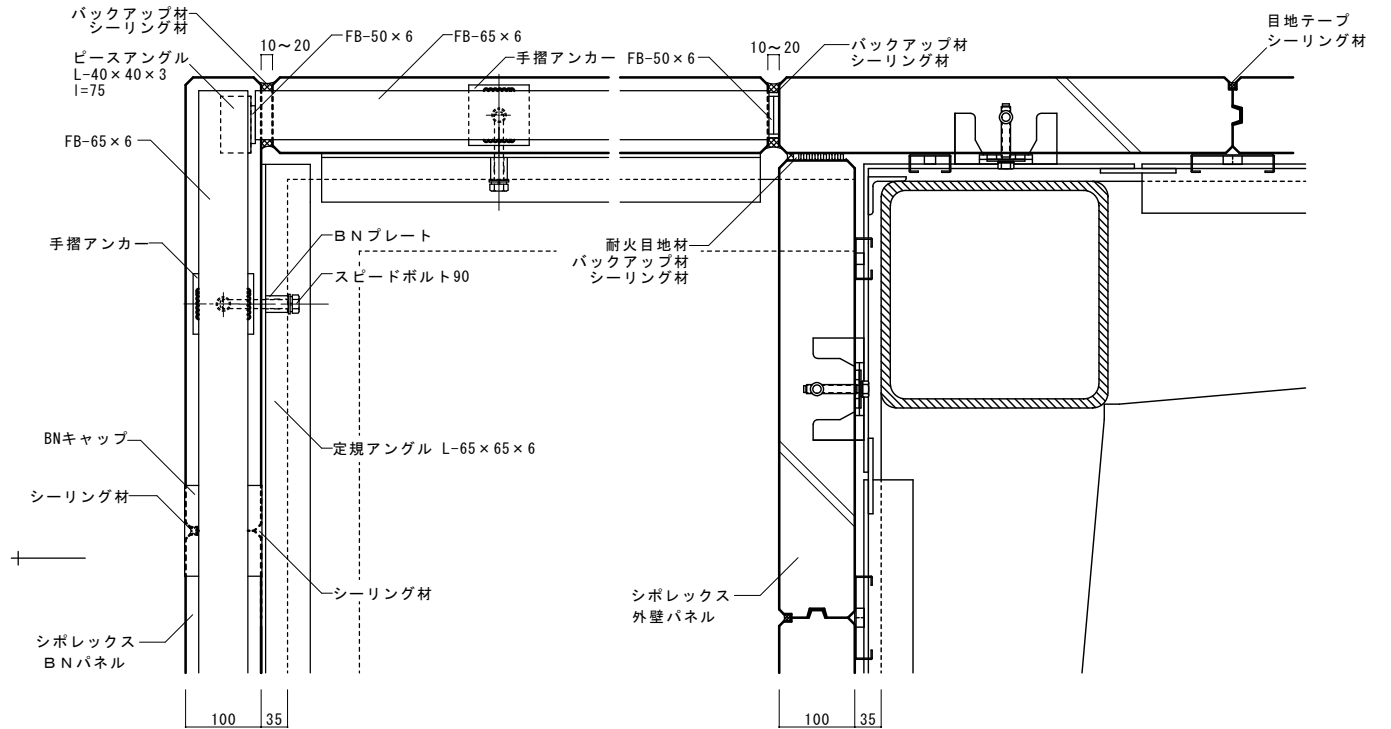 バックアップ材
シーリング材
ピースアングル
L-40×40×3
l=75
10～20
FB-50×6
FB-65×6
手摺アンカー
FB-50×6
10～20
バックアップ材
シーリング材
目地テープ
シーリング材
FB-65×6
手摺アンカー
BNプレート
スピードボルト90
耐火目地材
バックアップ材
シーリング材
BNキャップ
定規アングル L-65×65×6
シーリング材
シーリング材
シポレックス
BNパネル
シポレックス
外壁パネル
100
35
100
35